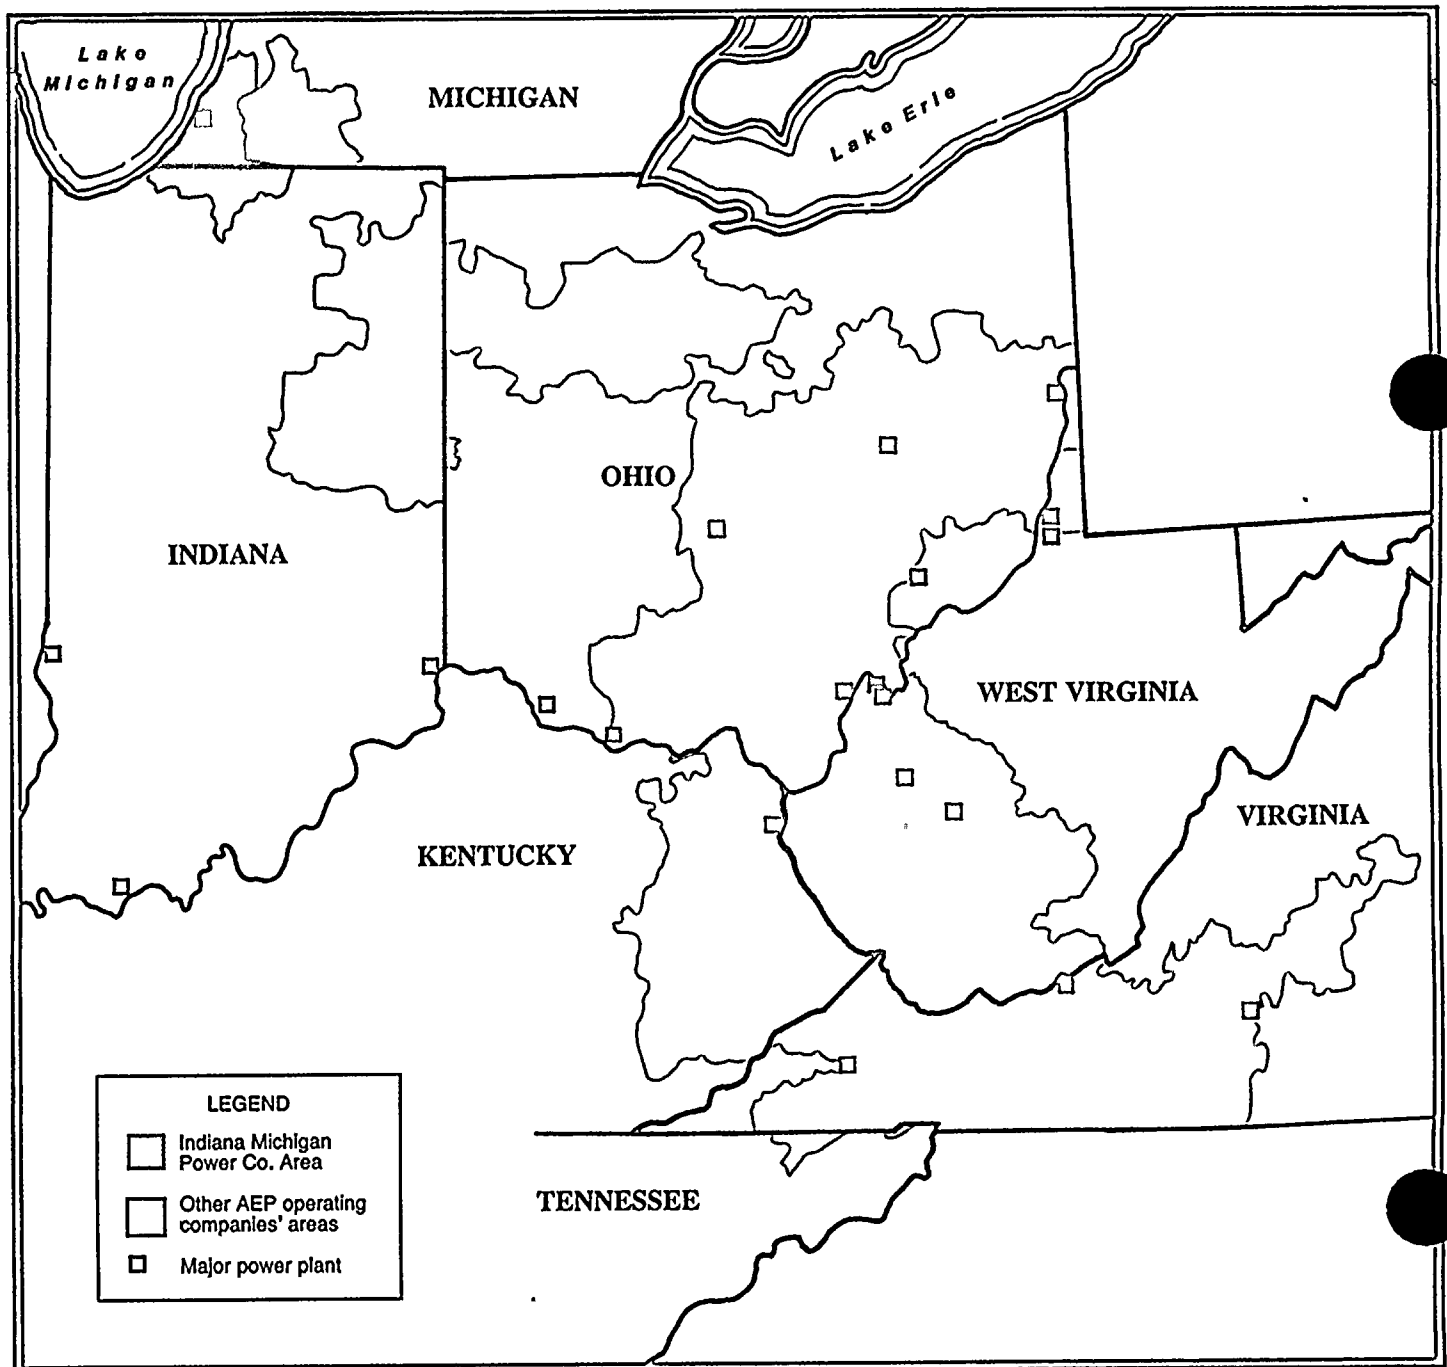 Lake
Michigan
MICHIGAN
Lake Erie
OHIO
INDIANA
WEST VIRGINIA
VIRGINIA
KENTUCKY
LEGEND
Indiana Michigan
Power Co. Area
Other AEP operating
companies' areas
Major power plant
TENNESSEE